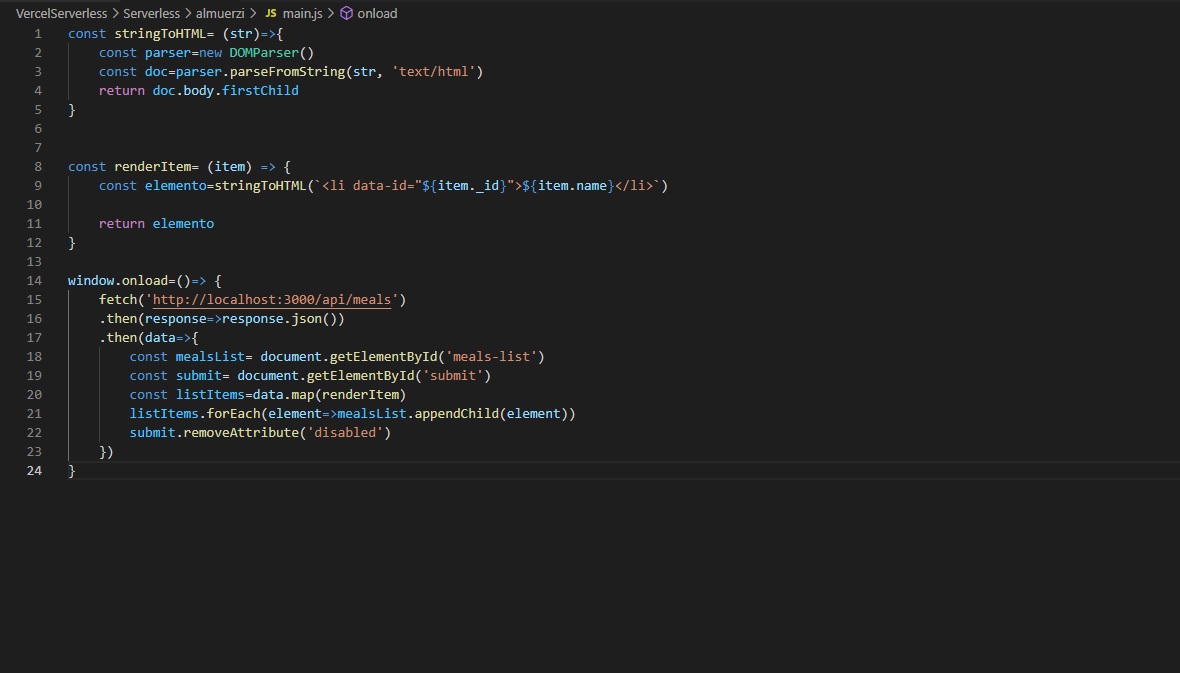 VercelServerless > Serverless > almuerzi > JS main.js > onload
1 const stringToHTML= (str)=>{
2     const parser=new DOMParser()
3     const doc=parser.parseFromString(str, 'text/html')
4     return doc.body.firstChild
5 }
6
7
8 const renderItem= (item) => {
9     const elemento=stringToHTML(`<li data-id="${item._id}">${item.name}</li>`)
10
11     return elemento
12 }
13
14 window.onload=()=> {
15     fetch('http://localhost:3000/api/meals')
16     .then(response=>response.json())
17     .then(data=>{
18         const mealsList= document.getElementById('meals-list')
19         const submit= document.getElementById('submit')
20         const listItems=data.map(renderItem)
21         listItems.forEach(element=>mealsList.appendChild(element))
22         submit.removeAttribute('disabled')
23     })
24 }